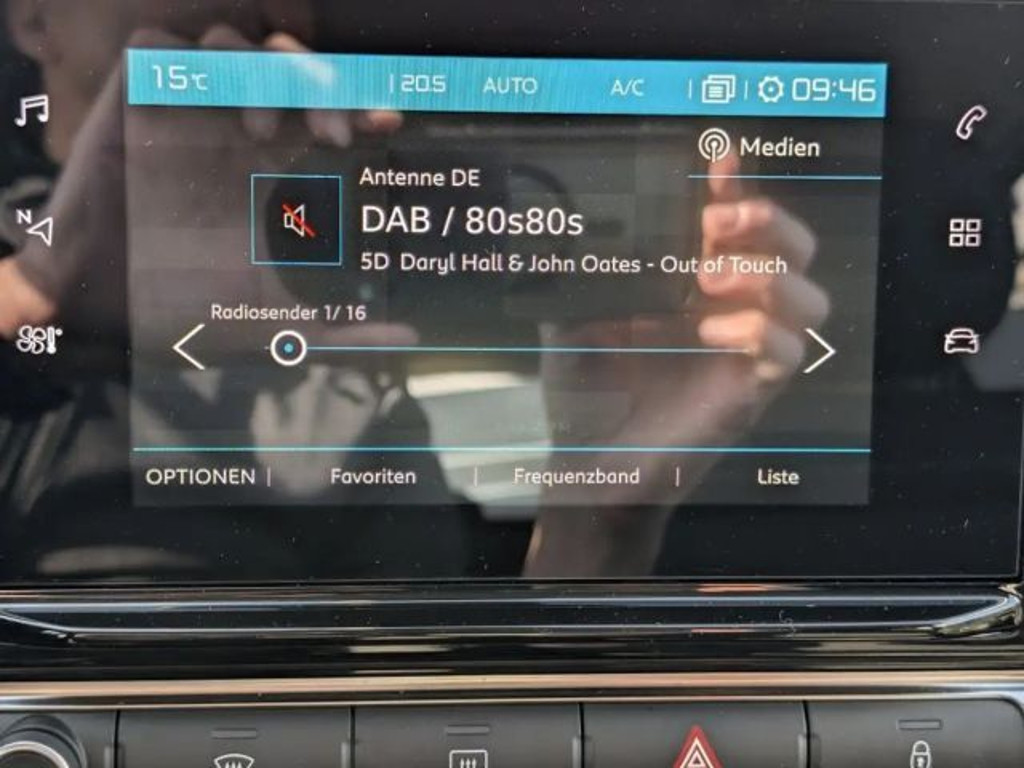 15°C | 20.5 AUTO A/C | | 09:46
Medien
Antenne DE
DAB / 80s80s
5D Daryl Hall & John Oates - Out of Touch
Radiosender 1/ 16
N
OPTIONEN | Favoriten | Frequenzband | Liste